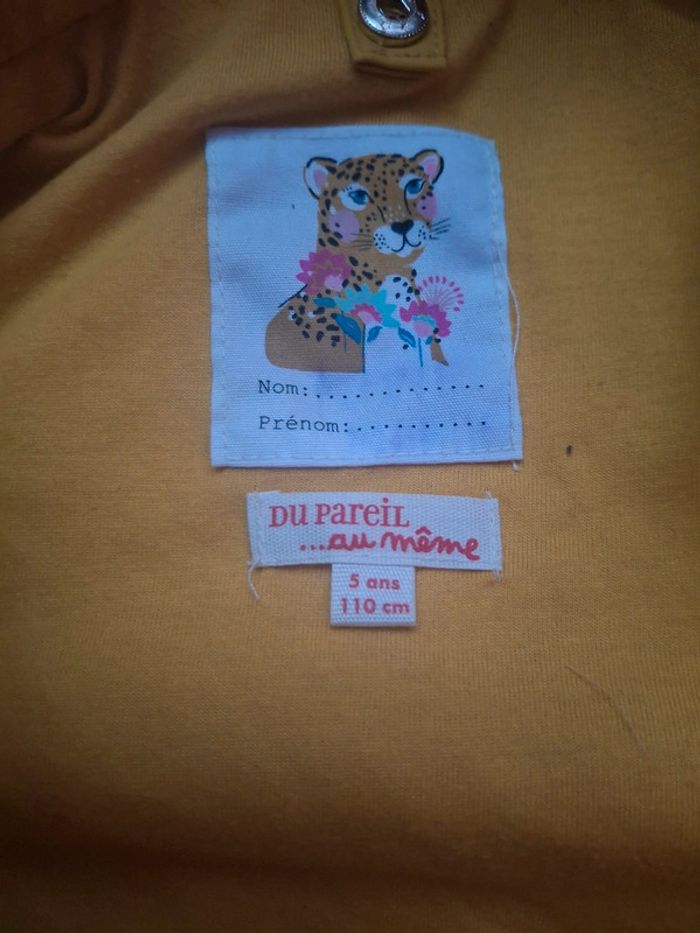 Nom:.............
Prénom:..........
DU PAREIL
...au même
5 ans
110 cm